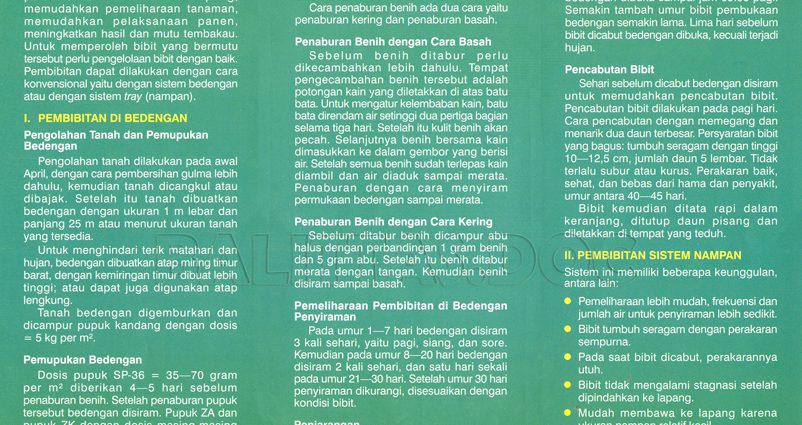 memudahkan pemeliharaan tanaman,
memudahkan pelaksanaan panen,
meningkatkan hasil dan mutu tembakau.
Untuk memperoleh bibit yang bermutu
tersebut perlu pengelolaan bibit dengan baik.
Pembibitan dapat dilakukan dengan cara
konvensional yaitu dengan sistem bedengan
atau dengan sistem tray (nampan).
I. PEMBIBITAN DI BEDENGAN
Pengolahan Tanah dan Pemupukan
Bedengan
Pengolahan tanah dilakukan pada awal
April, dengan cara pembersihan gulma lebih
dahulu, kemudian tanah dicangkul atau
dibajak. Setelah itu tanah dibuatkan
bedengan dengan ukuran 1 m lebar dan
panjang 25 m atau menurut ukuran tanah
yang tersedia.
Untuk menghindari terik matahari dan
hujan, bedengan dibuatkan atap miring timur
barat, dengan kemiringan timur dibuat lebih
tinggi; atau dapat juga digunakan atap
lengkung.
Tanah bedengan digemburkan dan
dicampur pupuk kandang dengan dosis
= 5 kg per m².
Pemupukan Bedengan
Dosis pupuk SP-36 = 35—70 gram
per m² diberikan 4—5 hari sebelum
penaburan benih. Setelah penaburan pupuk
tersebut bedengan disiram. Pupuk ZA dan
pupuk ZK dengan dosis masing-masing
Cara penaburan benih ada dua cara yaitu
penaburan kering dan penaburan basah.
Penaburan Benih dengan Cara Basah
Sebelum benih ditabur perlu
dikecambahkan lebih dahulu. Tempat
pengecambahan benih tersebut adalah
potongan kain yang diletakkan di atas batu
bata. Untuk mengatur kelembaban kain, batu
bata direndam air setinggi dua pertiga bagian
selama tiga hari. Setelah itu kulit benih akan
pecah. Selanjutnya benih bersama kain
dimasukkan ke dalam gembor yang berisi
air. Setelah semua benih sudah terlepas kain
diambil dan air diaduk sampai merata.
Penaburan dengan cara menyiram
permukaan bedengan sampai merata.
Penaburan Benih dengan Cara Kering
Sebelum ditabur benih dicampur abu
halus dengan perbandingan 1 gram benih
dan 5 gram abu. Setelah itu benih ditabur
merata dengan tangan. Kemudian benih
disiram sampai basah.
Pemeliharaan Pembibitan di Bedengan
Penyiraman
Pada umur 1—7 hari bedengan disiram
3 kali sehari, yaitu pagi, siang, dan sore.
Kemudian pada umur 8—20 hari bedengan
disiram 2 kali sehari, dan satu hari sekali
pada umur 21—30 hari. Setelah umur 30 hari
penyiraman dikurangi, disesuaikan dengan
kondisi bibit.
Penjarangan
Semakin tambah umur bibit pembukaan
bedengan semakin lama. Lima hari sebelum
bibit dicabut bedengan dibuka, kecuali terjadi
hujan.
Pencabutan Bibit
Sehari sebelum dicabut bedengan disiram
untuk memudahkan pencabutan bibit.
Pencabutan bibit dilakukan pada pagi hari.
Cara pencabutan dengan memegang dan
menarik dua daun terbesar. Persyaratan bibit
yang bagus: tumbuh seragam dengan tinggi
10—12,5 cm, jumlah daun 5 lembar. Tidak
terlalu subur atau kurus. Perakaran baik,
sehat, dan bebas dari hama dan penyakit,
umur antara 40—45 hari.
Bibit kemudian ditata rapi dalam
keranjang, ditutup daun pisang dan
diletakkan di tempat yang teduh.
II. PEMBIBITAN SISTEM NAMPAN
Sistem ini memiliki beberapa keunggulan,
antara lain:
Pemeliharaan lebih mudah, frekuensi dan
jumlah air untuk penyiraman lebih sedikit.
Bibit tumbuh seragam dengan perakaran
sempurna.
Pada saat bibit dicabut, perakarannya
utuh.
Bibit tidak mengalami stagnasi setelah
dipindahkan ke lapang.
Mudah membawa ke lapang karena
ukuran nampan relatif kecil.